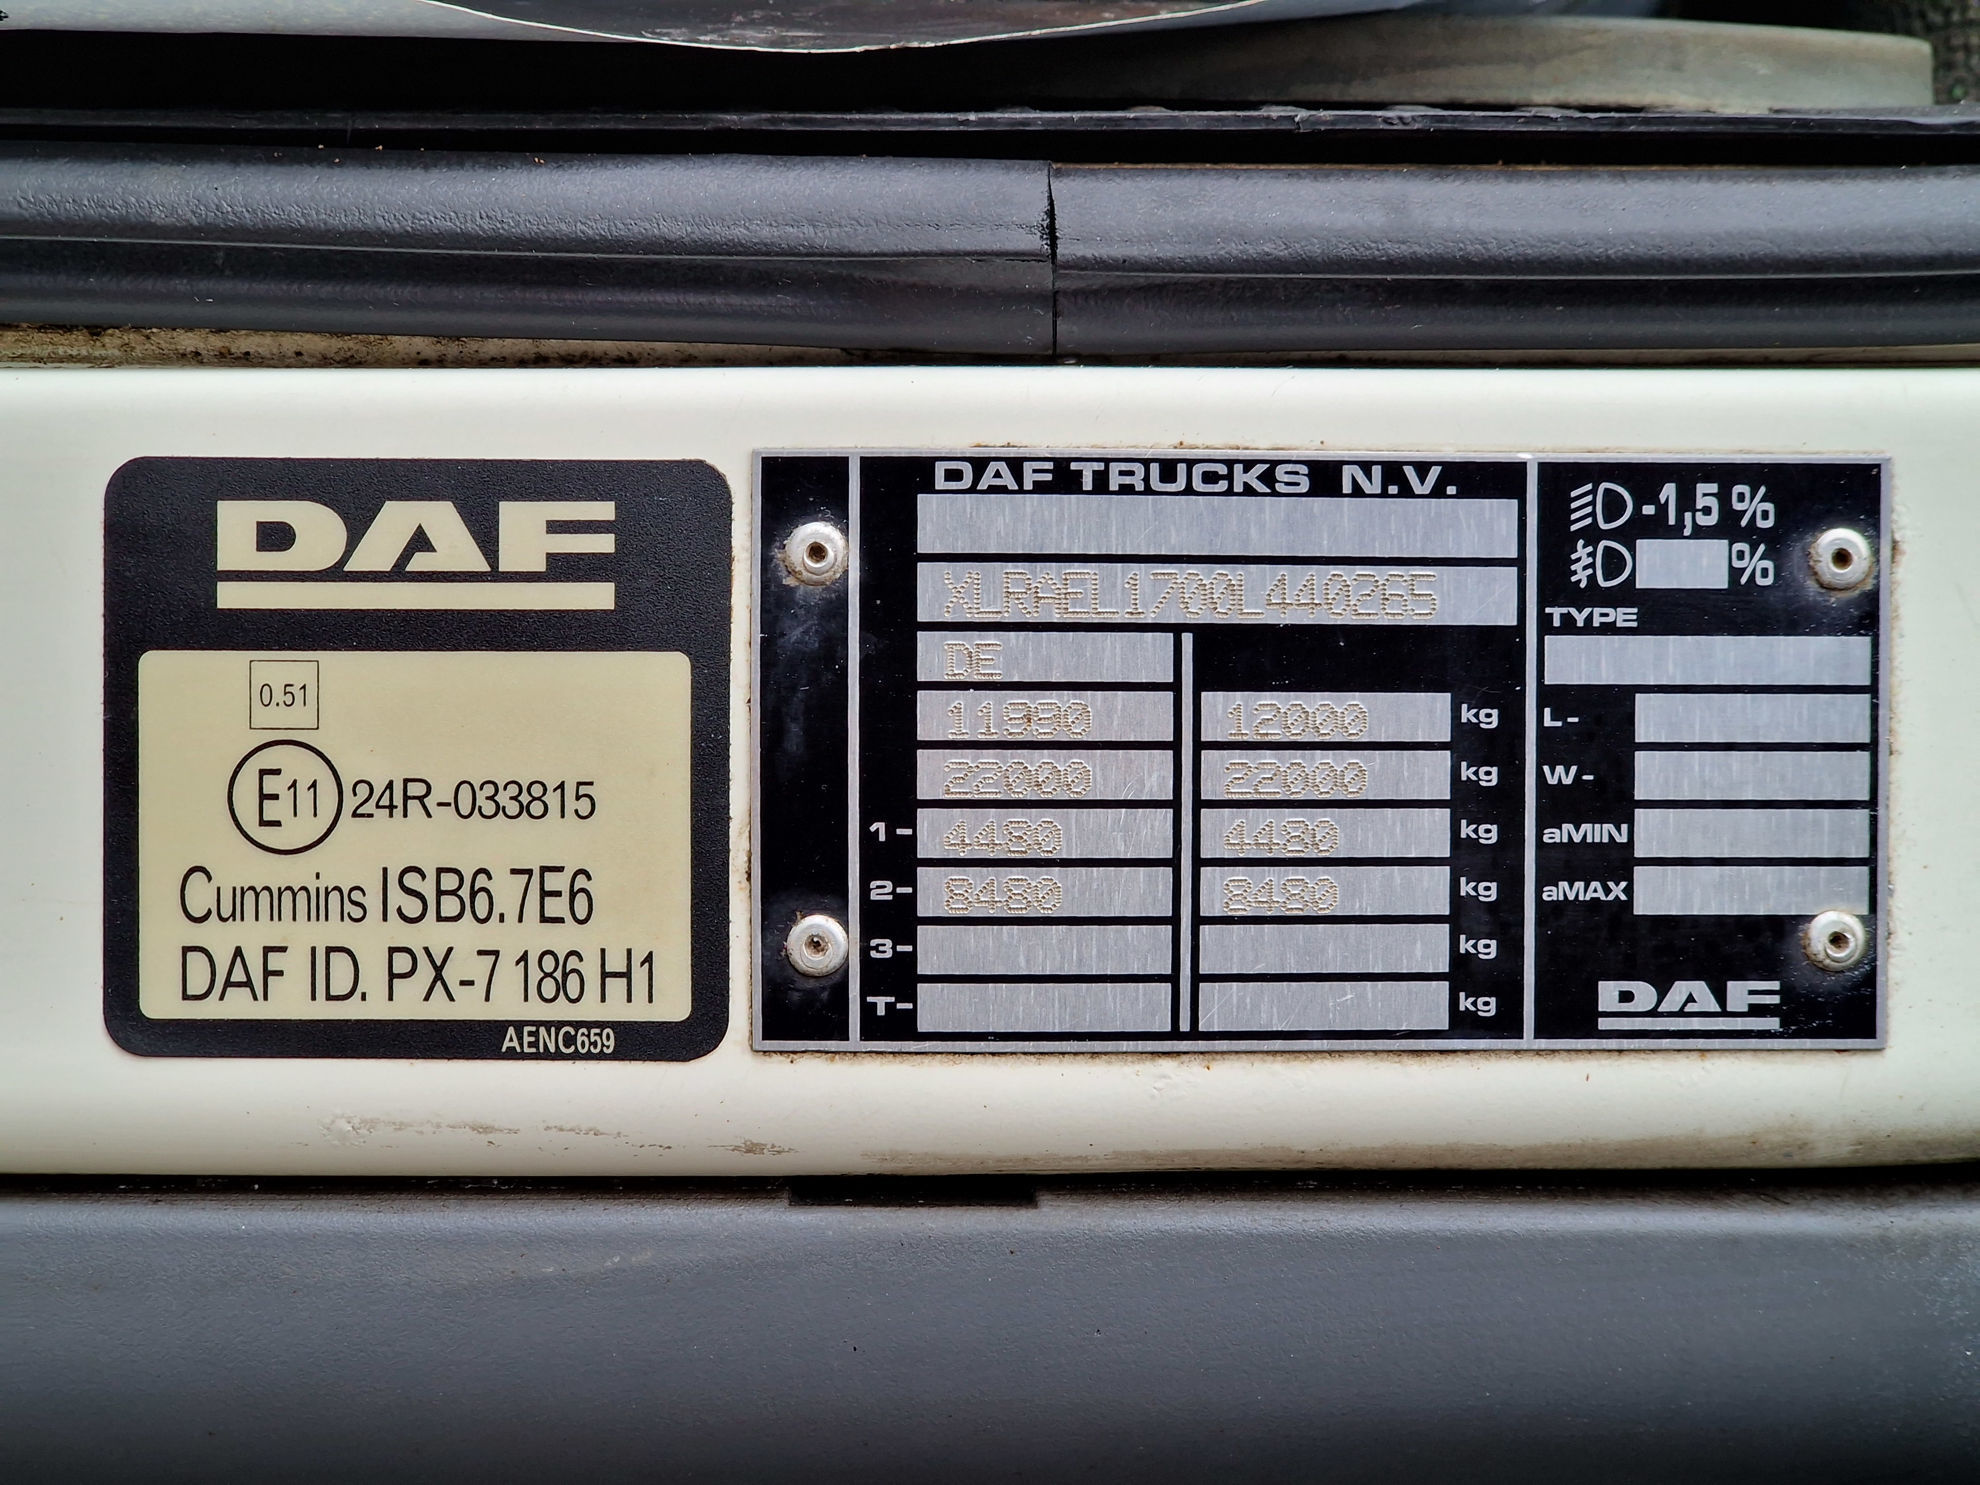 DAF
0.51
E11 24R-033815
Cummins ISB6.7E6
DAF ID. PX-7 186 H1
AENC659
DAF TRUCKS N.V.
XLRAEL1700L440285
DE
11990 12000 kg
22000 22000 kg
1- 4480 4480 kg
2- 8480 8480 kg
3- kg
T- kg
-1,5 %
%
TYPE
L-
W-
aMIN
aMAX
DAF